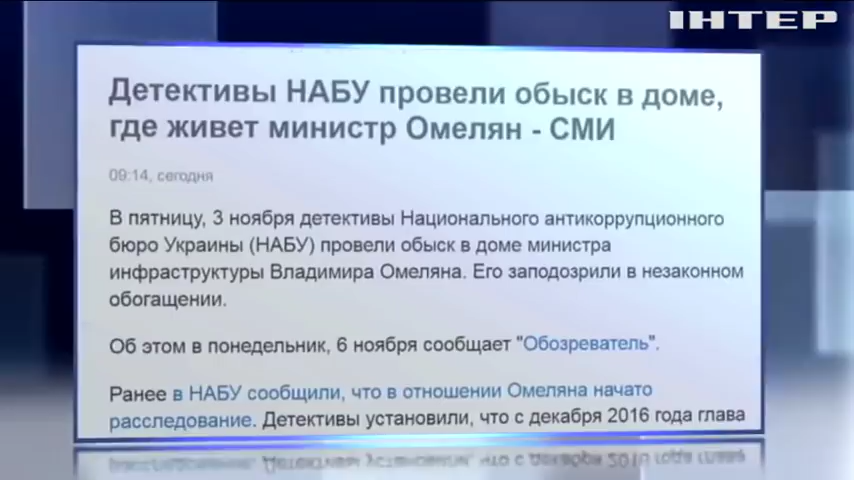 ІНТЕР
Детективы НАБУ провели обыск в доме,
где живет министр Омелян - СМИ
09:14, сегодня
В пятницу, 3 ноября детективы Национального антикоррупционного
бюро Украины (НАБУ) провели обыск в доме министра
инфраструктуры Владимира Омеляна. Его заподозрили в незаконном
обогащении.
Об этом в понедельник, 6 ноября сообщает "Обозреватель".
Ранее в НАБУ сообщили, что в отношении Омеляна начато
расследование. Детективы установили, что с декабря 2016 года глава